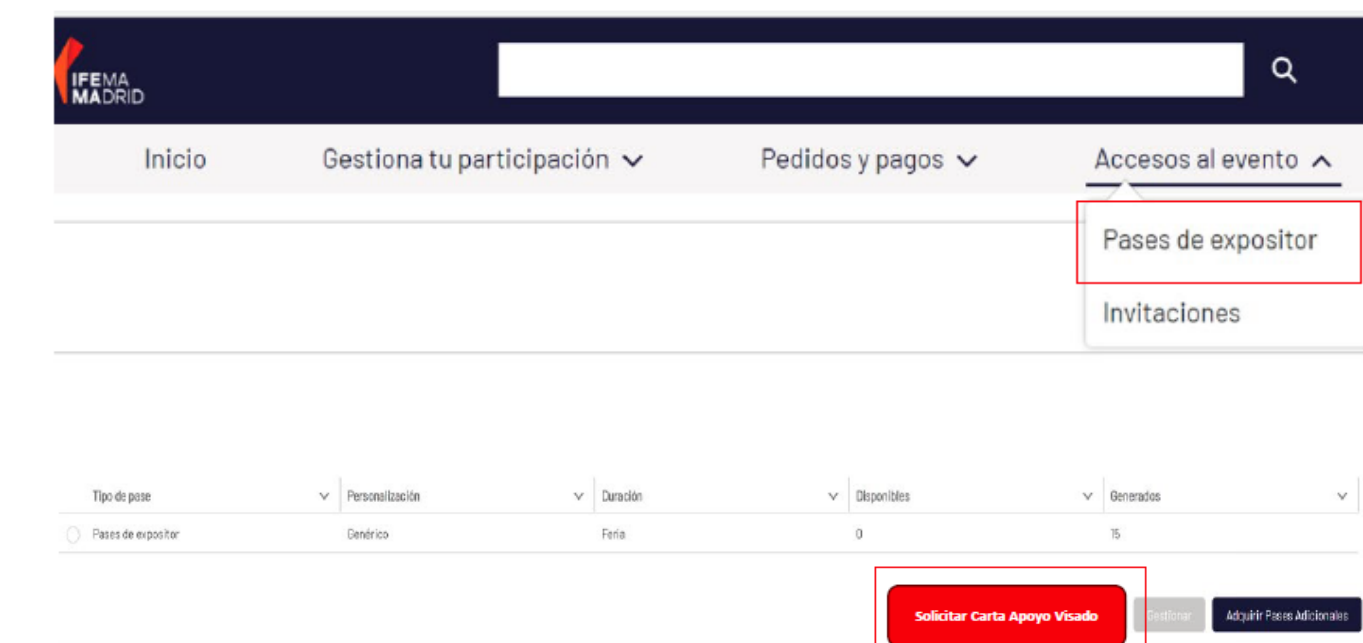 IFEMA
MADRID
Inicio Gestiona tu participación Pedidos y pagos Accesos al evento
Pases de expositor
Invitaciones
Tipo de pase Personalización Duración Disponibles Generados
Pases de expositor Genérico Feria 0 15
Solicitar Carta Apoyo Visado Gestionar Adquirir Pases Adicionales